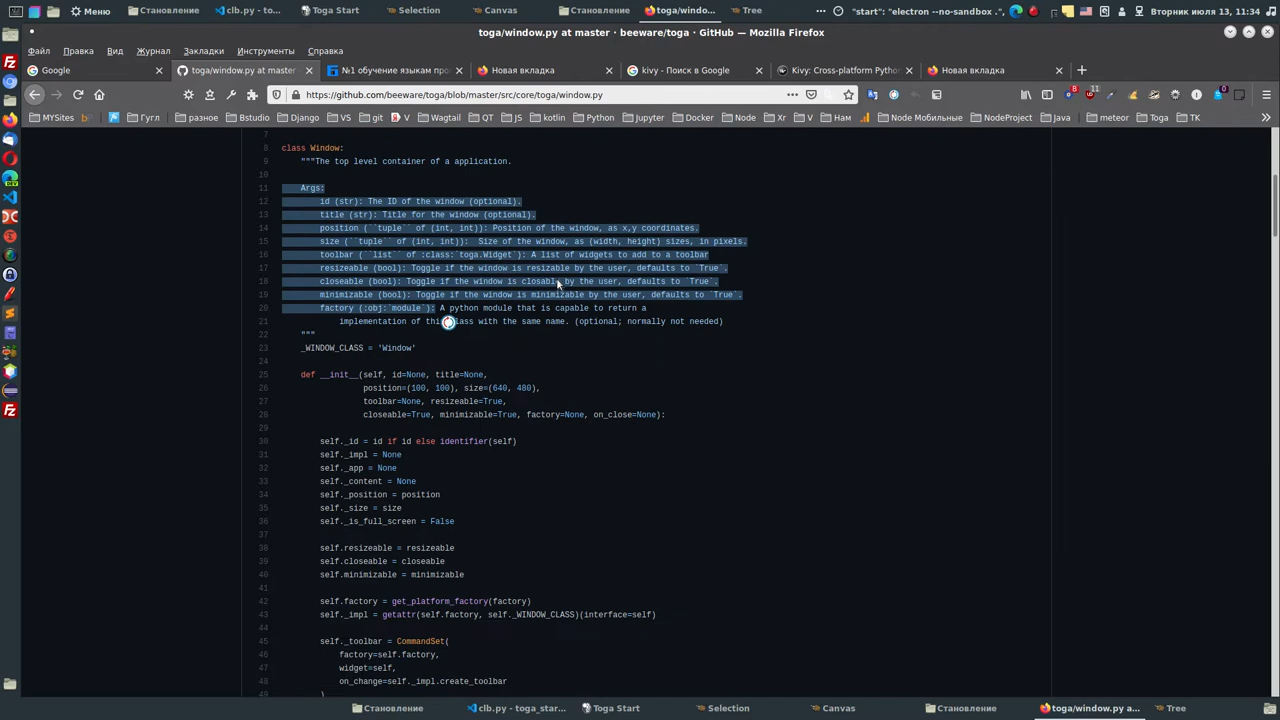 Меню
Становление
clb.py - to...
Toga Start
Selection
Canvas
Становление
toga/windo...
Tree
"start": "electron --no-sandbox .",
Вторник июля 13, 11:34
toga/window.py at master · beeware/toga · GitHub — Mozilla Firefox
Файл Правка Вид Журнал Закладки Инструменты Справка
Google
toga/window.py at master
№1 обучение языкам про
Новая вкладка
kivy - Поиск в Google
Kivy: Cross-platform Python
Новая вкладка
https://github.com/beeware/toga/blob/master/src/core/toga/window.py
MYSites Гугл разное Bstudio Django VS git V Wagtail QT JS kotlin Python Jupyter Docker Node Xr V Нам Node Мобильные NodeProject Java meteor Toga TK
7
8 class Window:
9 """The top level container of a application.
10
11 Args:
12 id (str): The ID of the window (optional).
13 title (str): Title for the window (optional).
14 position (``tuple`` of (int, int)): Position of the window, as x,y coordinates.
15 size (``tuple`` of (int, int)):  Size of the window, as (width, height) sizes, in pixels.
16 toolbar (``list`` of :class:`toga.Widget`): A list of widgets to add to a toolbar
17 resizeable (bool): Toggle if the window is resizable by the user, defaults to `True`.
18 closeable (bool): Toggle if the window is closable by the user, defaults to `True`.
19 minimizable (bool): Toggle if the window is minimizable by the user, defaults to `True`.
20 factory (:obj:`module`): A python module that is capable to return a
21 implementation of this class with the same name. (optional; normally not needed)
22 """
23 _WINDOW_CLASS = 'Window'
24
25 def __init__(self, id=None, title=None,
26 position=(100, 100), size=(640, 480),
27 toolbar=None, resizeable=True,
28 closeable=True, minimizable=True, factory=None, on_close=None):
29
30 self._id = id if id else identifier(self)
31 self._impl = None
32 self._app = None
33 self._content = None
34 self._position = position
35 self._size = size
36 self._is_full_screen = False
37
38 self.resizeable = resizeable
39 self.closeable = closeable
40 self.minimizable = minimizable
41
42 self.factory = get_platform_factory(factory)
43 self._impl = getattr(self.factory, self._WINDOW_CLASS)(interface=self)
44
45 self._toolbar = CommandSet(
46 factory=self.factory,
47 widget=self,
48 on_change=self._impl.create_toolbar
49 )
Становление
clb.py - toga_star...
Toga Start
Selection
Canvas
Становление
toga/window.py a...
Tree